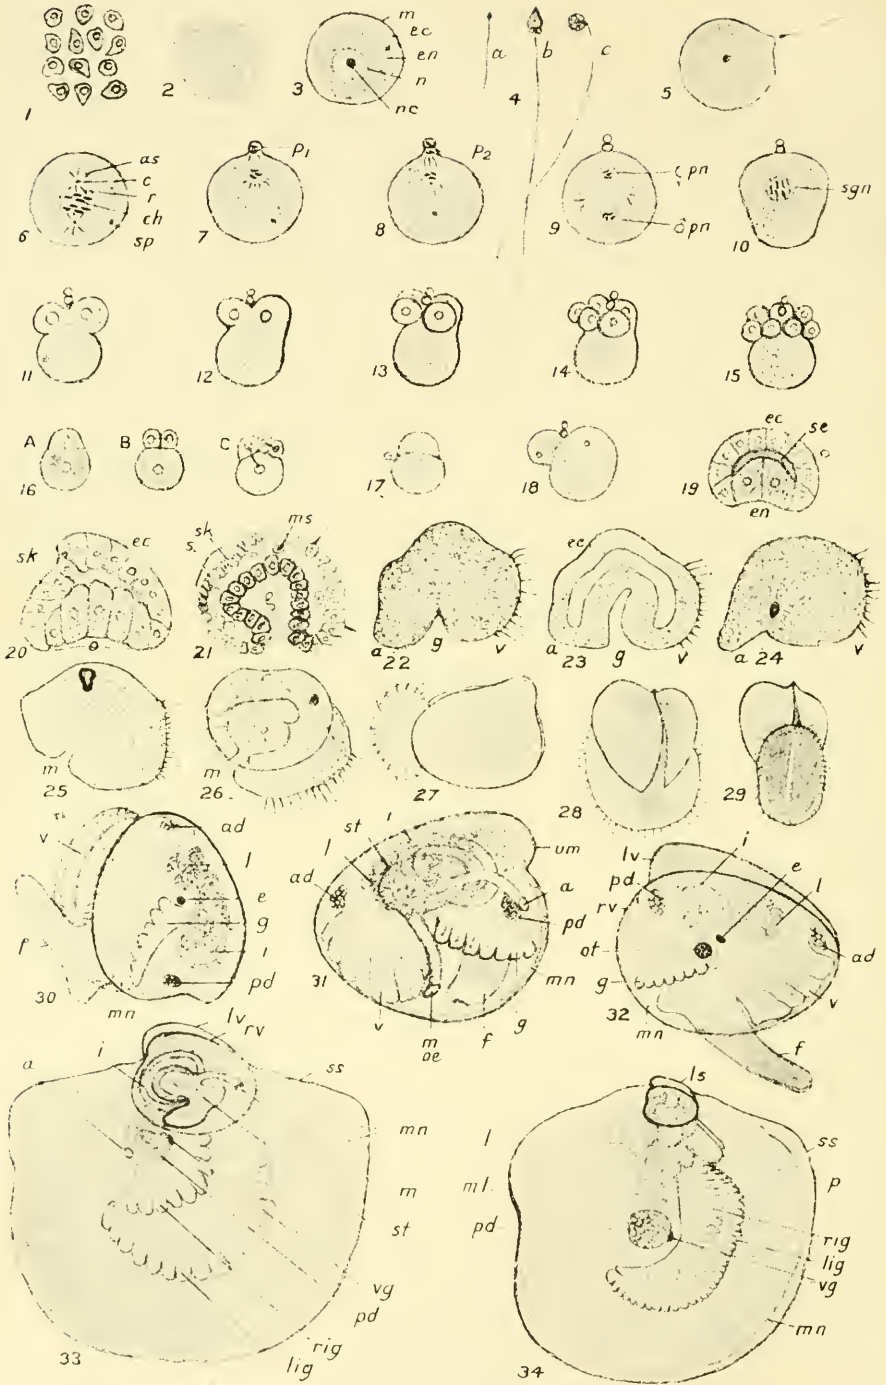 m
ec
en
n
nc
a
b
c
1
2
3
4
5
as
c
r
ch
sp
P1
P2
♀pn
♂pn
sgn
6
7
8
9
10
11
12
13
14
15
A
B
C
ec
se
en
16
17
18
19
sk
ec
sk
s.
ms
ec
20
21
a 22 g v
a 23 g v
a 24 v
m
25
m
26
27
28
29
v
ad
l
e
g
i
pd
f
30
mn
i
st
l
ad
um
a
pd
mn
31
v
m
oe
f
g
lv
pd
rv
i
e
l
ot
ad
g
v
32
mn
f
lv
rv
a
i
ss
mn
m
st
vg
pd
rig
lig
33
ls
l
ss
ml.
p
pd
rig
lig
vg
mn
34